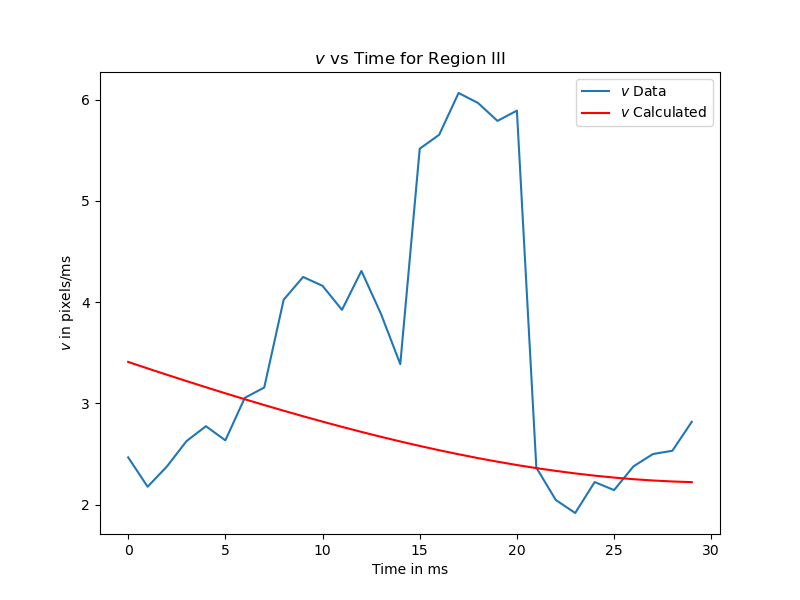 v vs Time for Region III
v Data
v Calculated
6
5
4
3
2
v in pixels/ms
0 5 10 15 20 25 30
Time in ms